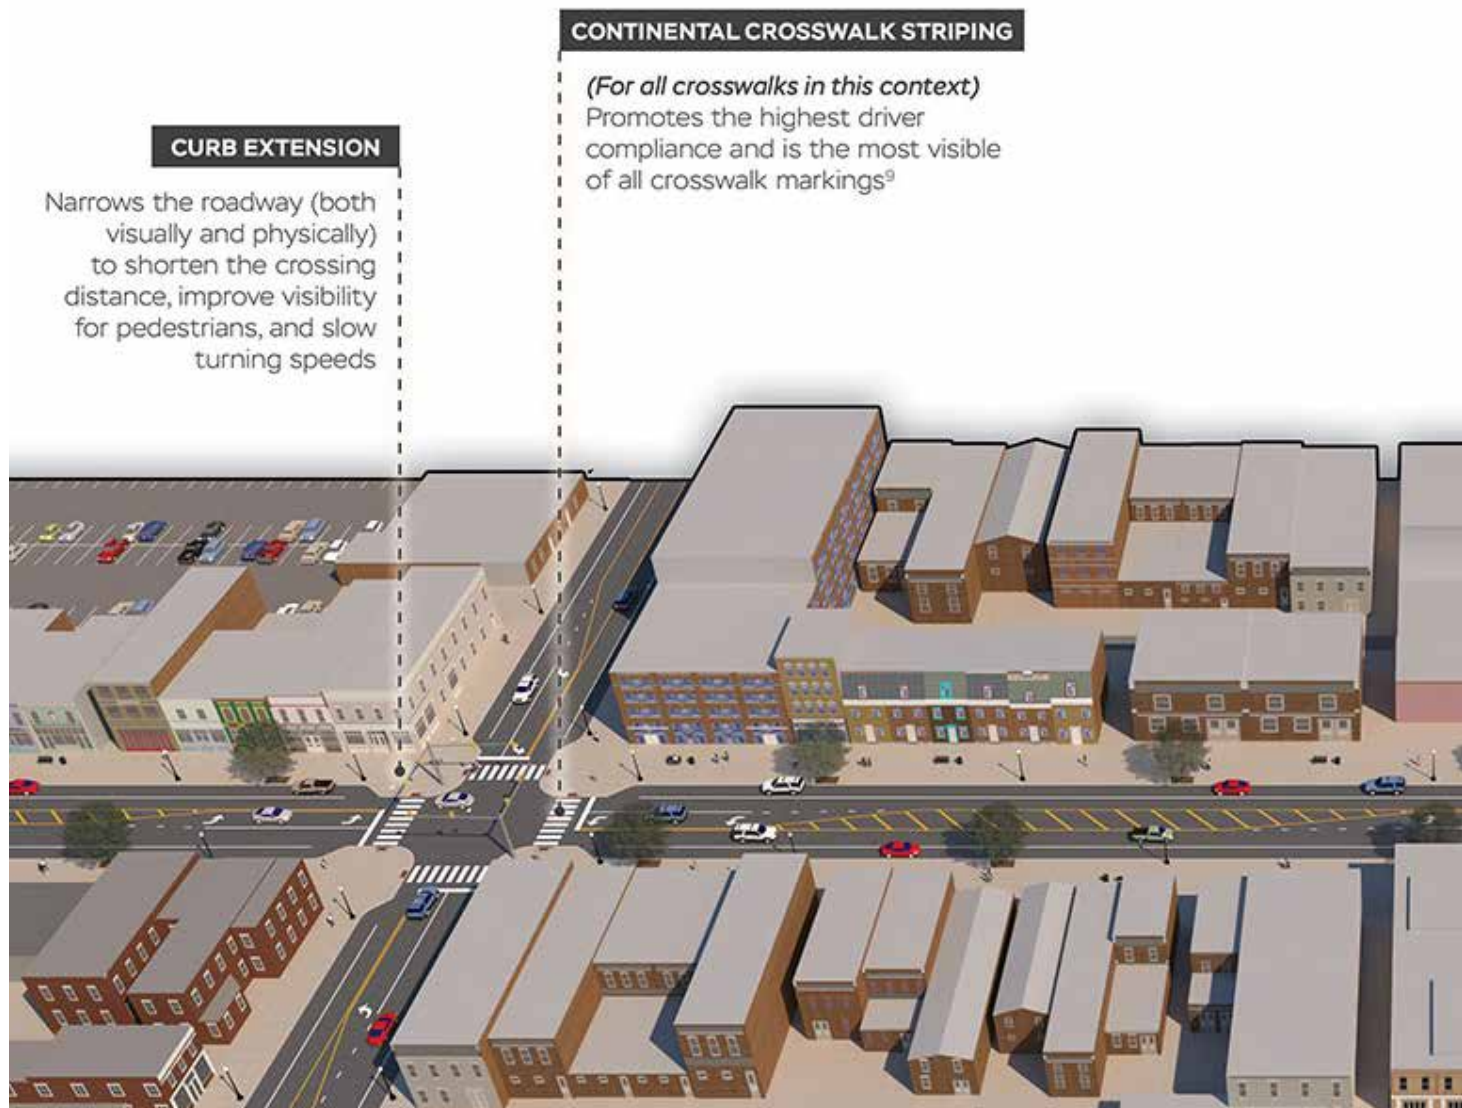 CONTINENTAL CROSSWALK STRIPING
(For all crosswalks in this context)
Promotes the highest driver
compliance and is the most visible
of all crosswalk markings⁹
CURB EXTENSION
Narrows the roadway (both
visually and physically)
to shorten the crossing
distance, improve visibility
for pedestrians, and slow
turning speeds